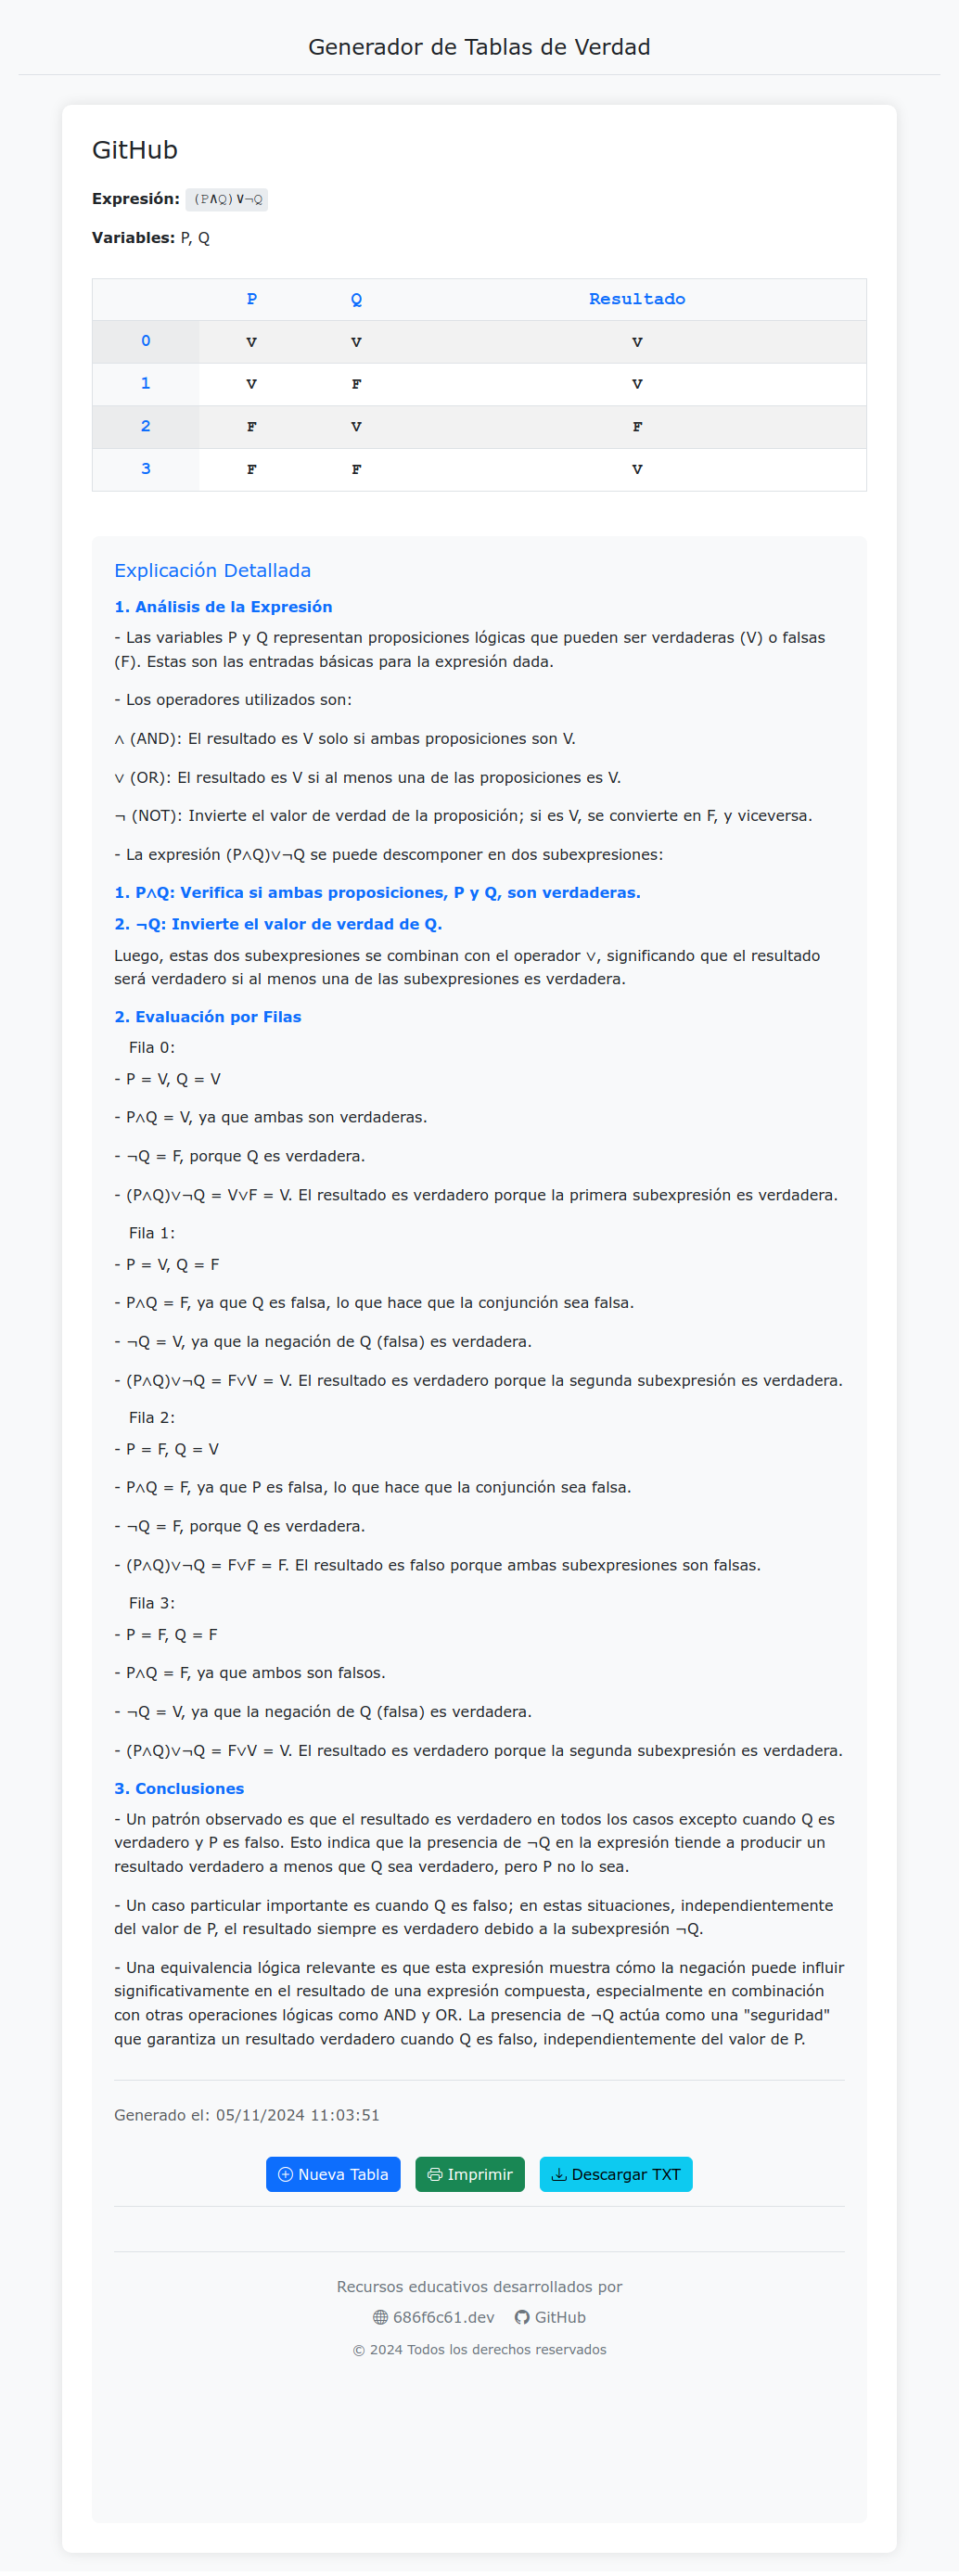 Generador de Tablas de Verdad
GitHub
Expresión: (P∧Q)∨¬Q
Variables: P, Q
P Q Resultado
0 V V V
1 V F V
2 F V F
3 F F V
Explicación Detallada
1. Análisis de la Expresión
- Las variables P y Q representan proposiciones lógicas que pueden ser verdaderas (V) o falsas
(F). Estas son las entradas básicas para la expresión dada.
- Los operadores utilizados son:
∧ (AND): El resultado es V solo si ambas proposiciones son V.
∨ (OR): El resultado es V si al menos una de las proposiciones es V.
¬ (NOT): Invierte el valor de verdad de la proposición; si es V, se convierte en F, y viceversa.
- La expresión (P∧Q)∨¬Q se puede descomponer en dos subexpresiones:
1. P∧Q: Verifica si ambas proposiciones, P y Q, son verdaderas.
2. ¬Q: Invierte el valor de verdad de Q.
Luego, estas dos subexpresiones se combinan con el operador ∨, significando que el resultado
será verdadero si al menos una de las subexpresiones es verdadera.
2. Evaluación por Filas
Fila 0:
- P = V, Q = V
- P∧Q = V, ya que ambas son verdaderas.
- ¬Q = F, porque Q es verdadera.
- (P∧Q)∨¬Q = V∨F = V. El resultado es verdadero porque la primera subexpresión es verdadera.
Fila 1:
- P = V, Q = F
- P∧Q = F, ya que Q es falsa, lo que hace que la conjunción sea falsa.
- ¬Q = V, ya que la negación de Q (falsa) es verdadera.
- (P∧Q)∨¬Q = F∨V = V. El resultado es verdadero porque la segunda subexpresión es verdadera.
Fila 2:
- P = F, Q = V
- P∧Q = F, ya que P es falsa, lo que hace que la conjunción sea falsa.
- ¬Q = F, porque Q es verdadera.
- (P∧Q)∨¬Q = F∨F = F. El resultado es falso porque ambas subexpresiones son falsas.
Fila 3:
- P = F, Q = F
- P∧Q = F, ya que ambos son falsos.
- ¬Q = V, ya que la negación de Q (falsa) es verdadera.
- (P∧Q)∨¬Q = F∨V = V. El resultado es verdadero porque la segunda subexpresión es verdadera.
3. Conclusiones
- Un patrón observado es que el resultado es verdadero en todos los casos excepto cuando Q es
verdadero y P es falso. Esto indica que la presencia de ¬Q en la expresión tiende a producir un
resultado verdadero a menos que Q sea verdadero, pero P no lo sea.
- Un caso particular importante es cuando Q es falso; en estas situaciones, independientemente
del valor de P, el resultado siempre es verdadero debido a la subexpresión ¬Q.
- Una equivalencia lógica relevante es que esta expresión muestra cómo la negación puede influir
significativamente en el resultado de una expresión compuesta, especialmente en combinación
con otras operaciones lógicas como AND y OR. La presencia de ¬Q actúa como una "seguridad"
que garantiza un resultado verdadero cuando Q es falso, independientemente del valor de P.
Generado el: 05/11/2024 11:03:51
Nueva Tabla Imprimir Descargar TXT
Recursos educativos desarrollados por
686f6c61.dev GitHub
© 2024 Todos los derechos reservados